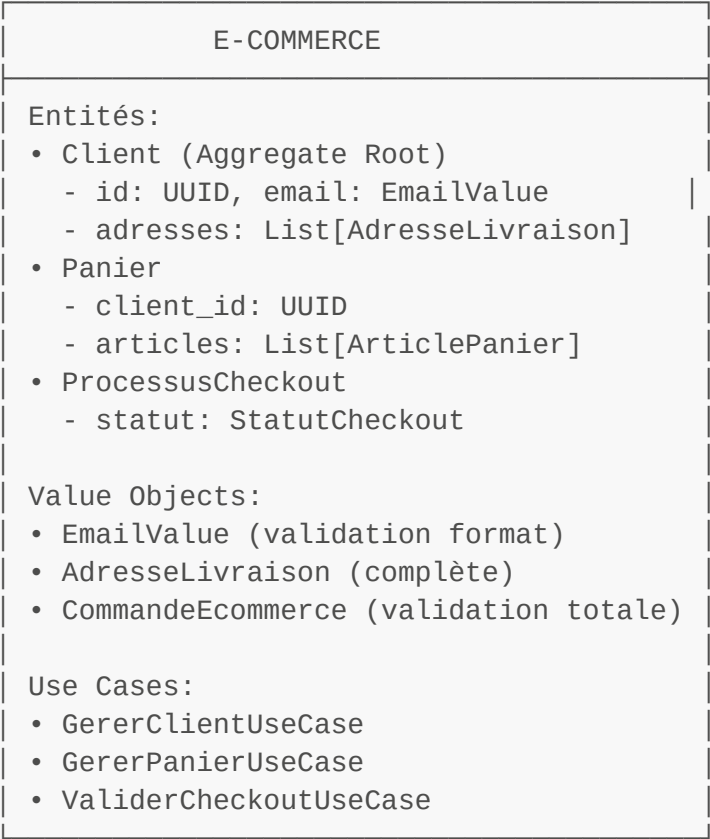 E-COMMERCE
Entités:
• Client (Aggregate Root)
- id: UUID, email: EmailValue
- adresses: List[AdresseLivraison]
• Panier
- client_id: UUID
- articles: List[ArticlePanier]
• ProcessusCheckout
- statut: StatutCheckout
Value Objects:
• EmailValue (validation format)
• AdresseLivraison (complète)
• CommandeEcommerce (validation totale)
Use Cases:
• GererClientUseCase
• GererPanierUseCase
• ValiderCheckoutUseCase